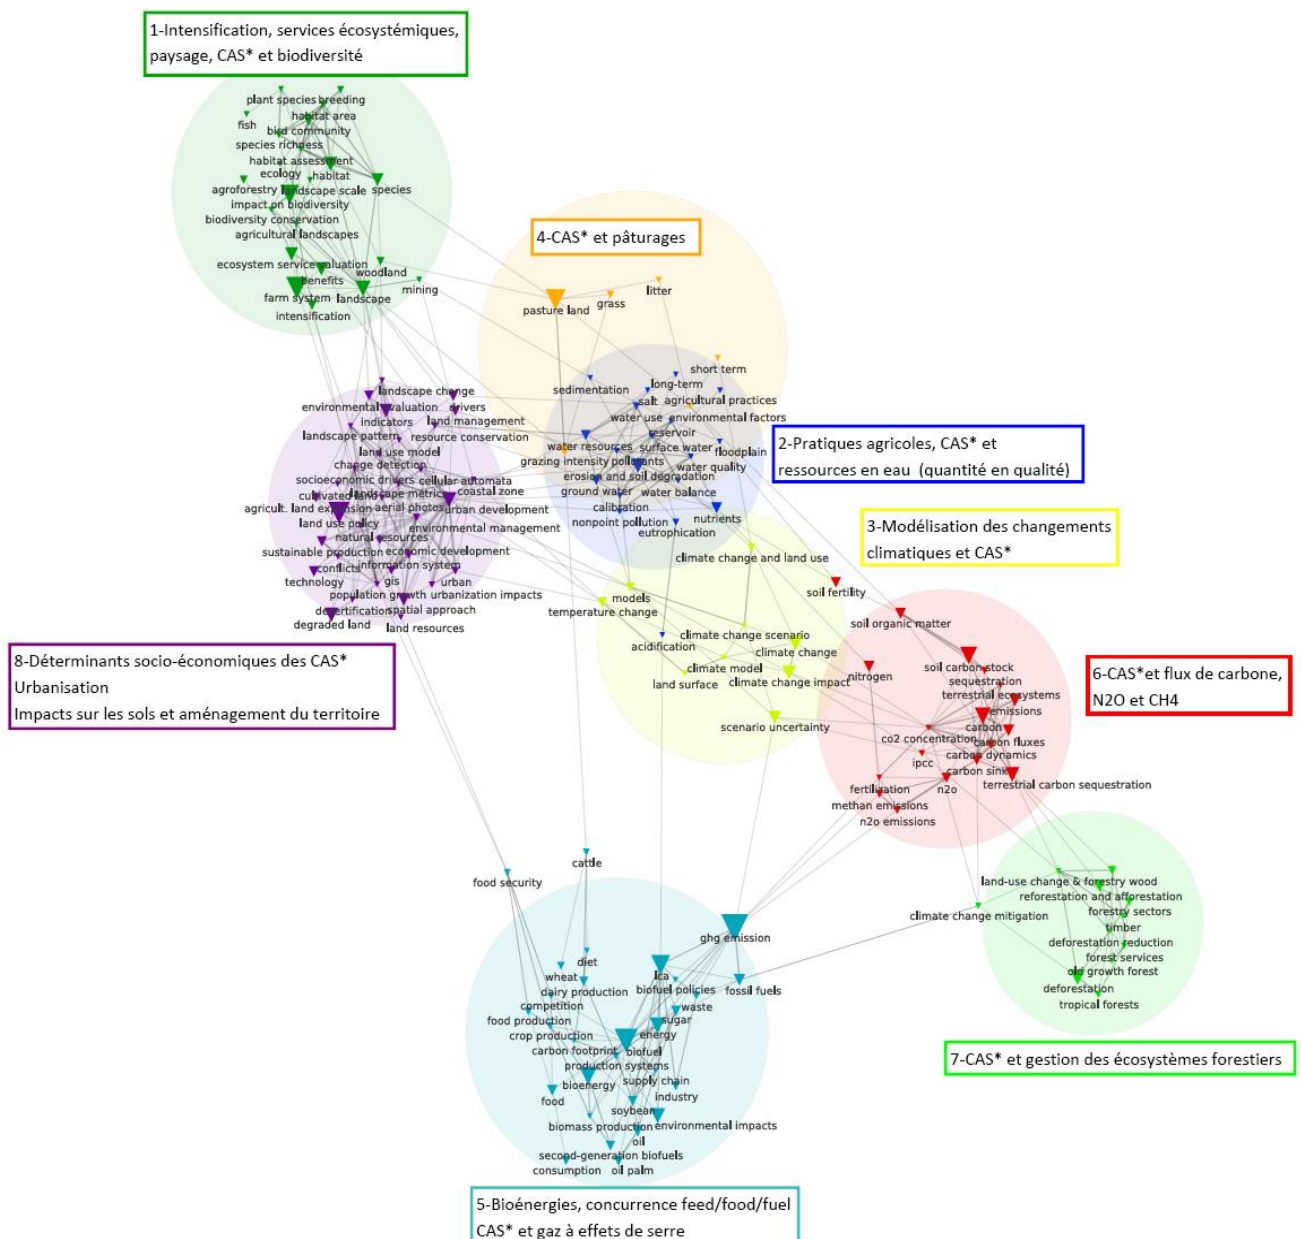 1-Intensification, services écosystémiques,
paysage, CAS* et biodiversité
plant species breeding
habitat area
fish
bird community
species richness
habitat assessment
ecology habitat
agroforestry landscape scale species
impact on biodiversity
biodiversity conservation
agricultural landscapes
ecosystem service valuation
woodland
benefits
mining
farm system landscape
intensification
4-CAS* et pâturages
litter
grass
pasture land
short term
long-term
sedimentation
salt agricultural practices
water use environmental factors
reservoir
water resources surface water floodplain
grazing intensity pollutants water quality
erosion and soil degradation
ground water water balance
calibration
nonpoint pollution nutrients
eutrophication
2-Pratiques agricoles, CAS* et
ressources en eau (quantité en qualité)
landscape change
environmental evaluation drivers
indicators land management
landscape pattern resource conservation
land use model
change detection
socioeconomic drivers cellular automata
cultivated land landscape metrics coastal zone
agricult. land expansion aerial photos urban development
land use policy environmental management
natural resources
sustainable production economic development
conflicts information system
technology gis urban
population growth urbanization impacts
desertification spatial approach
degraded land land resources
8-Déterminants socio-économiques des CAS*
Urbanisation
Impacts sur les sols et aménagement du territoire
3-Modélisation des changements
climatiques et CAS*
climate change and land use
models
temperature change
climate change scenario
acidification climate change
climate model
land surface climate change impact
scenario uncertainty
soil fertility
soil organic matter
soil carbon stock
nitrogen sequestration
terrestrial ecosystems
emissions
carbon
co2 concentration carbon fluxes
carbon dynamics
ipcc
carbon sink
fertilization n2o terrestrial carbon sequestration
methan emissions
n2o emissions
6-CAS*et flux de carbone,
N2O et CH4
land-use change & forestry wood
reforestation and afforestation
climate change mitigation forestry sectors
timber
deforestation reduction
forest services
old growth forest
deforestation
tropical forests
7-CAS* et gestion des écosystèmes forestiers
cattle
food security
ghg emission
diet
wheat lca
dairy production biofuel policies fossil fuels
competition waste
food production sugar
crop production energy
carbon footprint biofuel
production systems
bioenergy supply chain
food industry
soybean
biomass production environmental impacts
oil
second-generation biofuels
consumption oil palm
5-Bioénergies, concurrence feed/food/fuel
CAS* et gaz à effets de serre